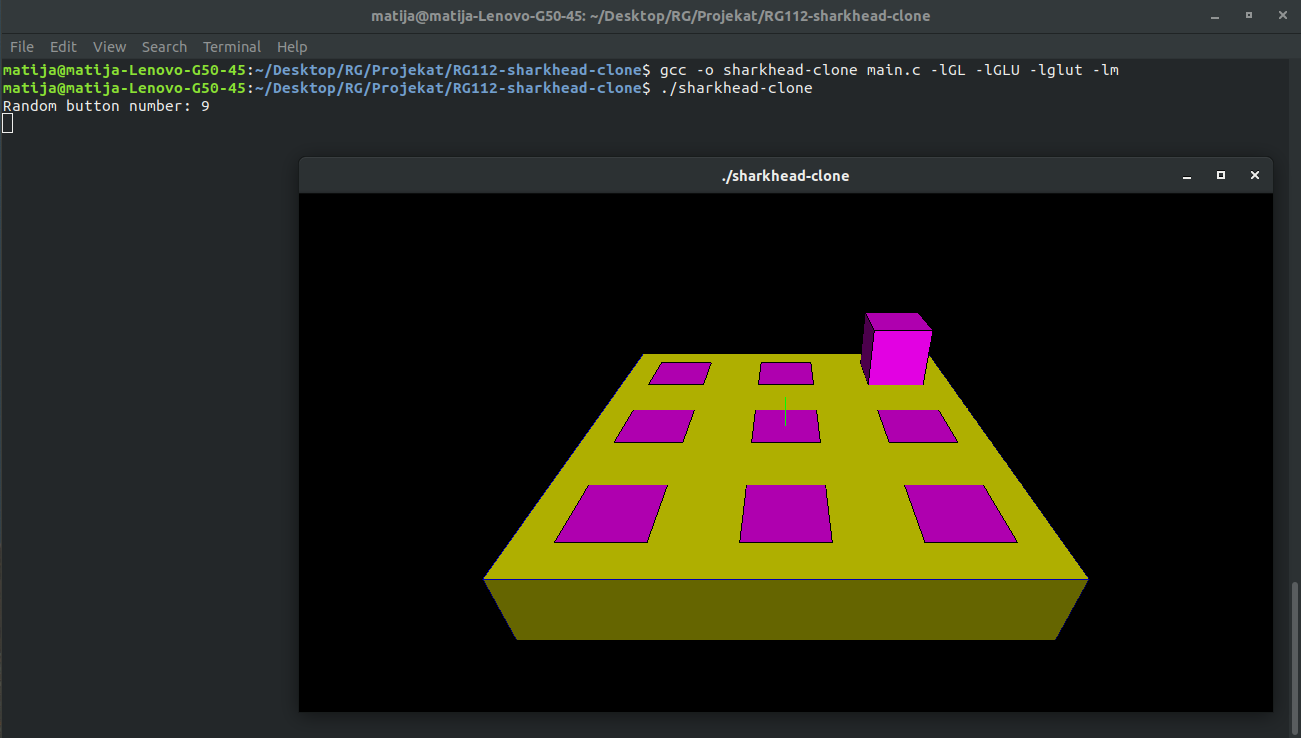 matija@matija-Lenovo-G50-45: ~/Desktop/RG/Projekat/RG112-sharkhead-clone
File Edit View Search Terminal Help
matija@matija-Lenovo-G50-45:~/Desktop/RG/Projekat/RG112-sharkhead-clone$ gcc -o sharkhead-clone main.c -lGL -lGLU -lglut -lm
matija@matija-Lenovo-G50-45:~/Desktop/RG/Projekat/RG112-sharkhead-clone$ ./sharkhead-clone
Random button number: 9
./sharkhead-clone